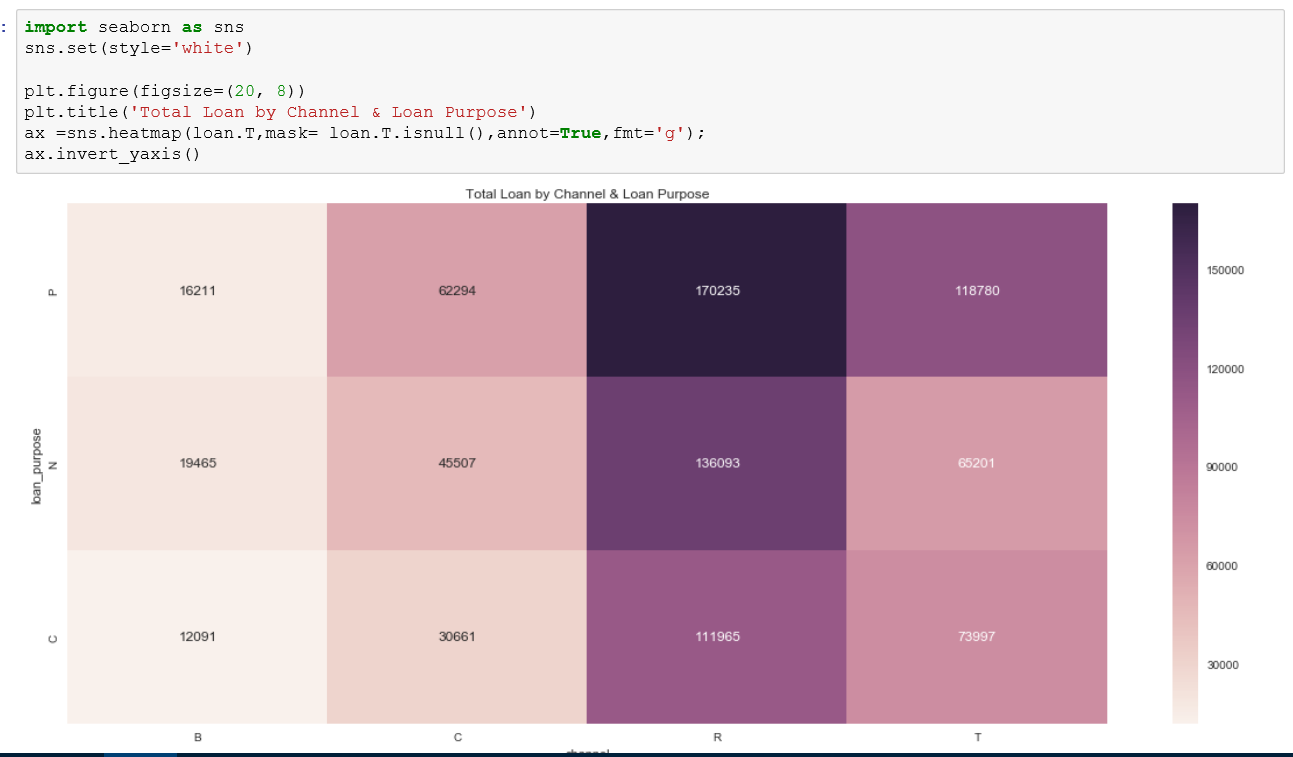 :
import seaborn as sns
sns.set(style='white')
plt.figure(figsize=(20, 8))
plt.title('Total Loan by Channel & Loan Purpose')
ax =sns.heatmap(loan.T,mask= loan.T.isnull(),annot=True,fmt='g');
ax.invert_yaxis()
Total Loan by Channel & Loan Purpose
P 16211 62294 170235 118780
N 19465 45507 136093 65201
C 12091 30661 111965 73997
loan_purpose
B C R T
channel
150000
120000
90000
60000
30000